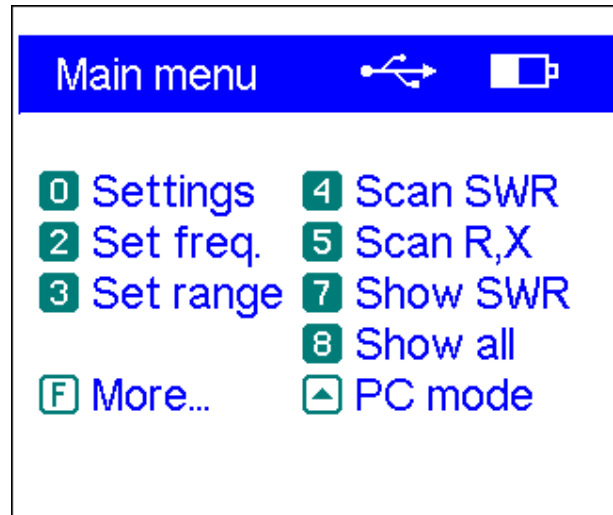 Main menu
0 Settings
2 Set freq.
3 Set range
F More...
4 Scan SWR
5 Scan R,X
7 Show SWR
8 Show all
PC mode